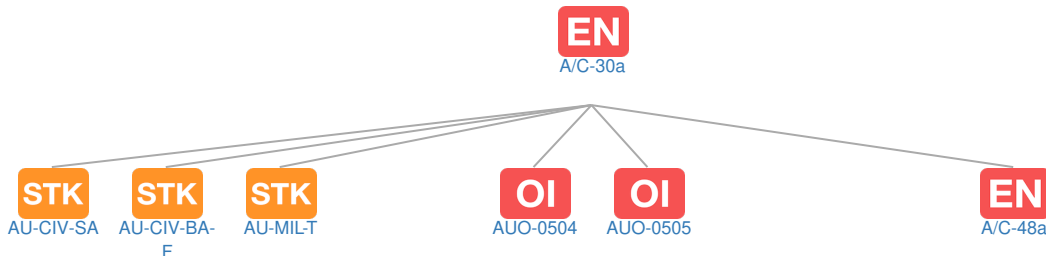 EN
A/C-30a
STK STK STK OI OI EN
AU-CIV-SA AU-CIV-BA- AU-MIL-T AUO-0504 AUO-0505 A/C-48a